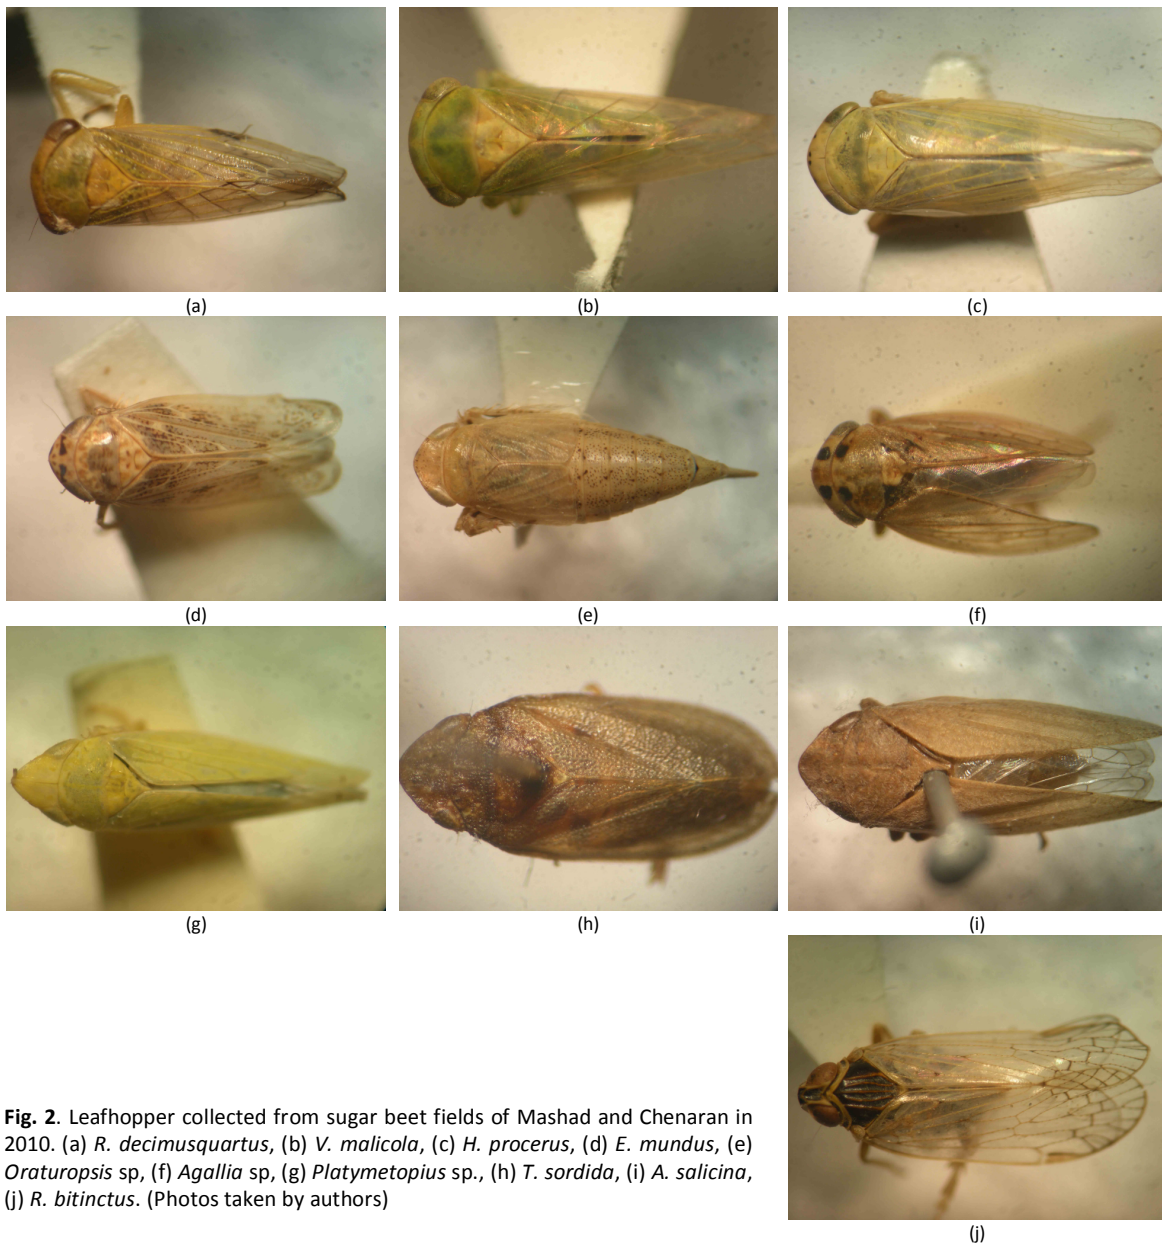 (a)
(b)
(c)
(d)
(e)
(f)
(g)
(h)
(i)
(j)
Fig. 2. Leafhopper collected from sugar beet fields of Mashad and Chenaran in
2010. (a) R. decimusquartus, (b) V. malicola, (c) H. procerus, (d) E. mundus, (e)
Oraturopsis sp, (f) Agallia sp, (g) Platymetopius sp., (h) T. sordida, (i) A. salicina,
(j) R. bitinctus. (Photos taken by authors)